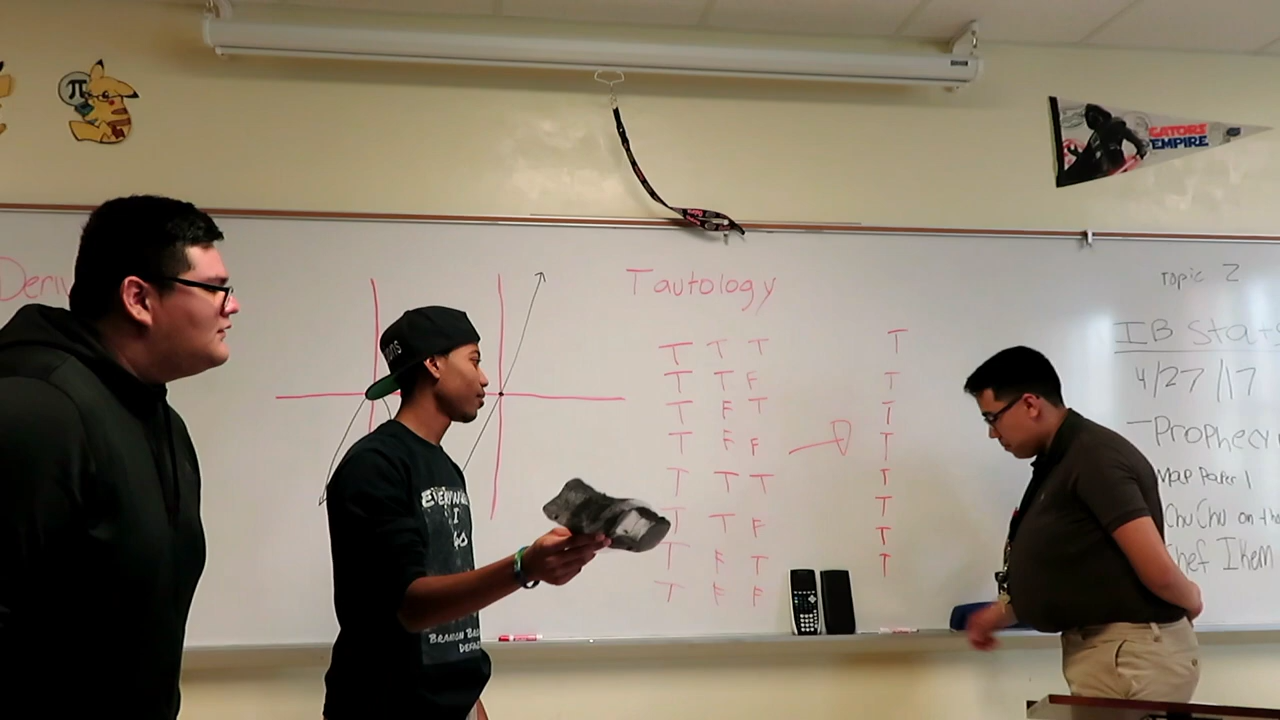 π
GATORS
EMPIRE
Deriv
Tautology
T T T T
T T F T
T F T T
T F F T
T T T T
T T F T
T F T T
T F F T
Topic 2
IB Stats
4/27/17
-Prophecy
Map Paper 1
Chu Chu on th
Chef Ikem
EVERYWHERE
I
GO